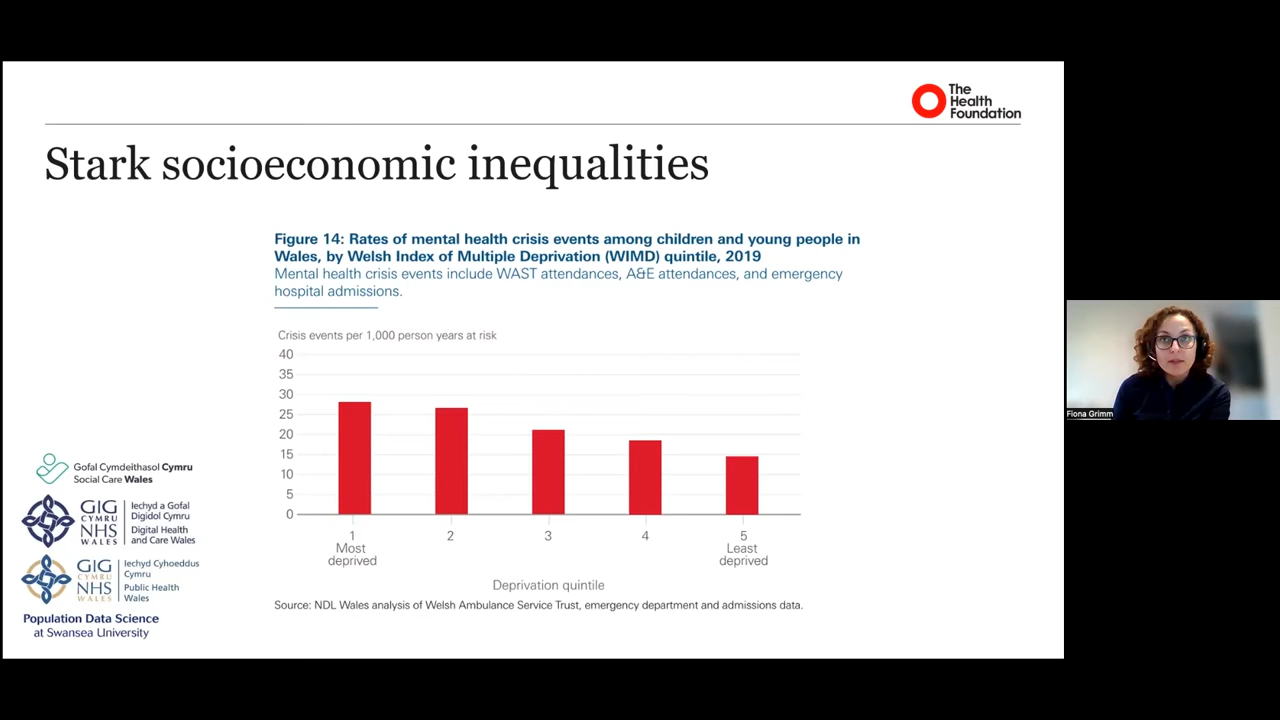 The
Health
Foundation
Stark socioeconomic inequalities
Figure 14: Rates of mental health crisis events among children and young people in
Wales, by Welsh Index of Multiple Deprivation (WIMD) quintile, 2019
Mental health crisis events include WAST attendances, A&E attendances, and emergency
hospital admissions.
Crisis events per 1,000 person years at risk
40
35
30
25
20
15
10
5
0
1
Most
deprived
2
3
4
5
Least
deprived
Deprivation quintile
Source: NDL Wales analysis of Welsh Ambulance Service Trust, emergency department and admissions data.
Gofal Cymdeithasol Cymru
Social Care Wales
GIG
CYMRU
NHS
WALES
Iechyd a Gofal
Digidol Cymru
Digital Health
and Care Wales
GIG
CYMRU
NHS
WALES
Iechyd Cyhoeddus
Cymru
Public Health
Wales
Population Data Science
at Swansea University
Fiona Grimm